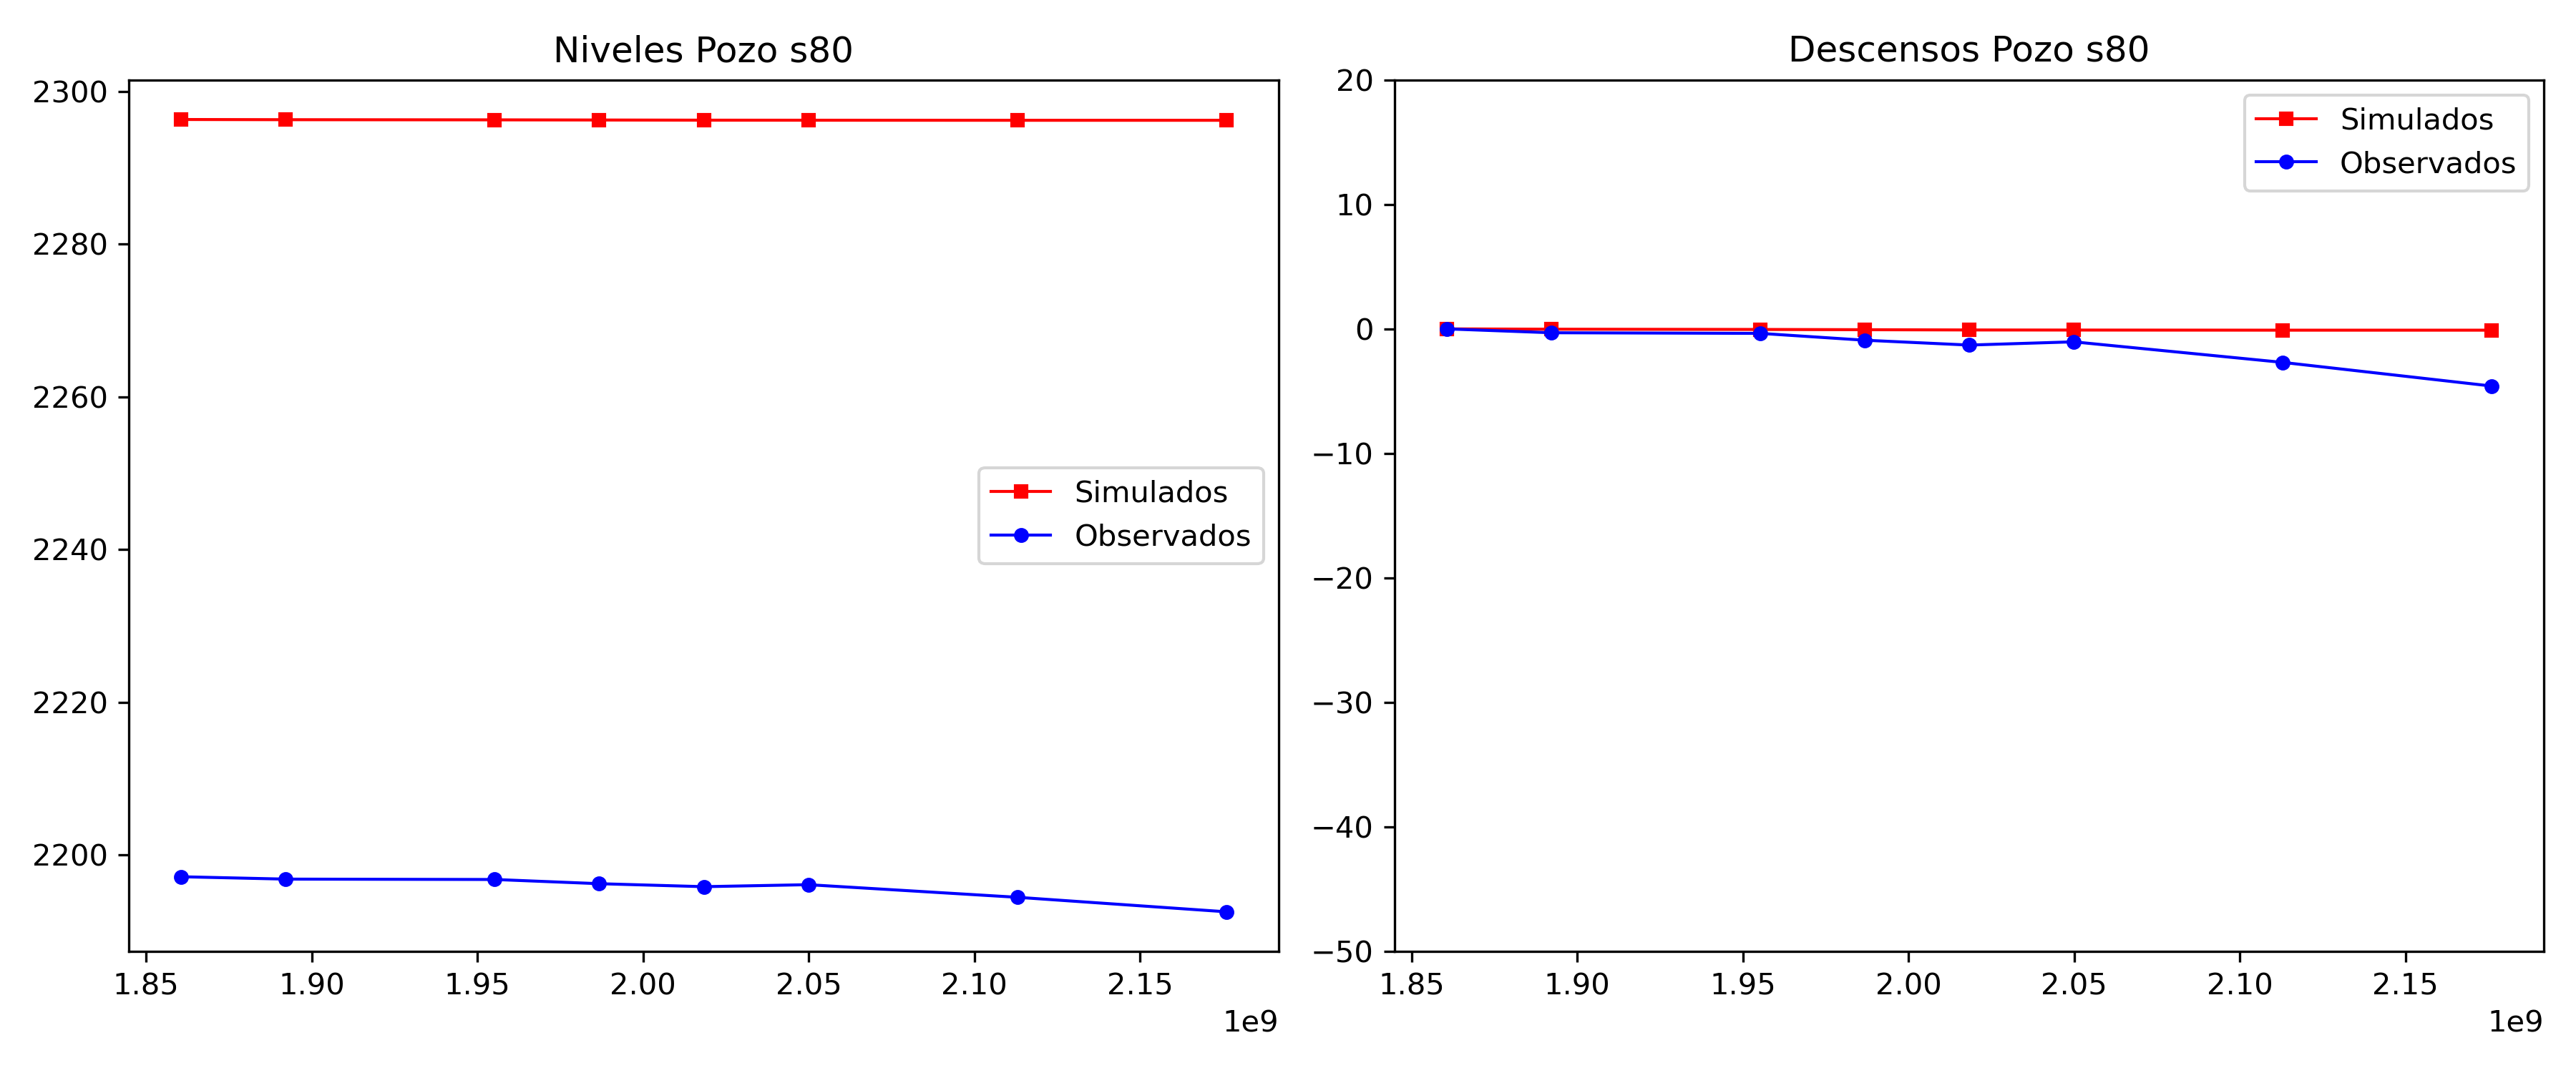 Niveles Pozo s80
2300
2280
2260
2240
2220
2200
Simulados
Observados
1.85 1.90 1.95 2.00 2.05 2.10 2.15
1e9
Descensos Pozo s80
20
10
0
−10
−20
−30
−40
−50
Simulados
Observados
1.85 1.90 1.95 2.00 2.05 2.10 2.15
1e9